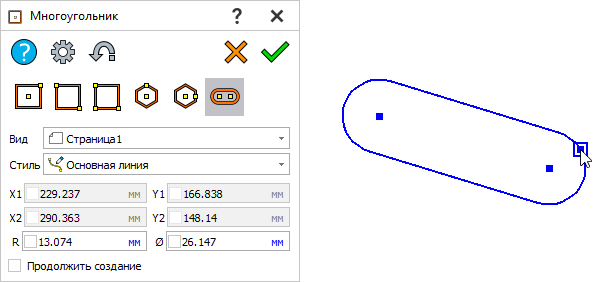 Многоугольник ? ×
?
Вид Страница1
Стиль Основная линия
X1 229.237 мм Y1 166.838 мм
X2 290.363 мм Y2 148.14 мм
R 13.074 мм Ø 26.147 мм
Продолжить создание